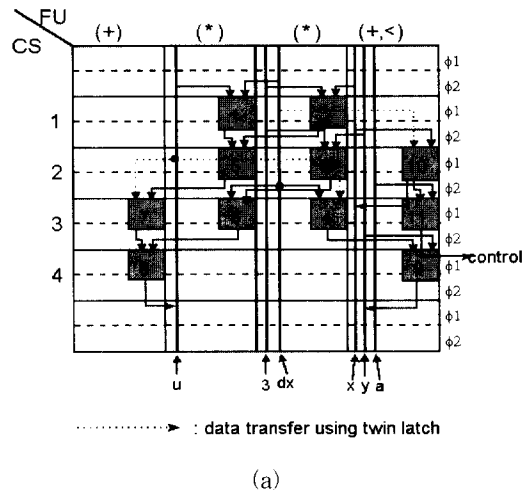 FU
CS
(+) (*) (*) (+,<)
ϕ1
ϕ2
1 ϕ1
ϕ2
2 ϕ1
ϕ2
3 ϕ1
ϕ2
4 ϕ1
control
ϕ2
ϕ1
ϕ2
u 3 dx x y a
: data transfer using twin latch
(a)